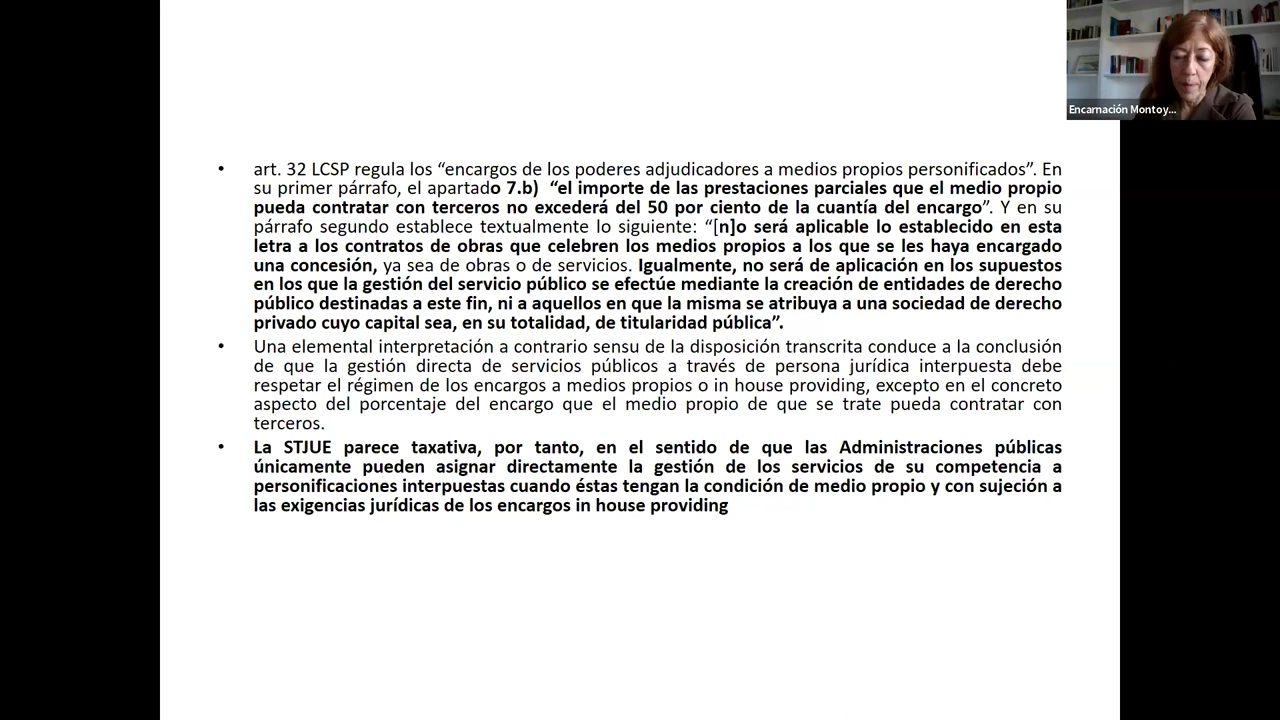 Encarnación Montoy...
• art. 32 LCSP regula los “encargos de los poderes adjudicadores a medios propios personificados”. En
su primer párrafo, el apartado 7.b) “el importe de las prestaciones parciales que el medio propio
pueda contratar con terceros no excederá del 50 por ciento de la cuantía del encargo”. Y en su
párrafo segundo establece textualmente lo siguiente: “[n]o será aplicable lo establecido en esta
letra a los contratos de obras que celebren los medios propios a los que se les haya encargado
una concesión, ya sea de obras o de servicios. Igualmente, no será de aplicación en los supuestos
en los que la gestión del servicio público se efectúe mediante la creación de entidades de derecho
público destinadas a este fin, ni a aquellos en que la misma se atribuya a una sociedad de derecho
privado cuyo capital sea, en su totalidad, de titularidad pública”.
• Una elemental interpretación a contrario sensu de la disposición transcrita conduce a la conclusión
de que la gestión directa de servicios públicos a través de persona jurídica interpuesta debe
respetar el régimen de los encargos a medios propios o in house providing, excepto en el concreto
aspecto del porcentaje del encargo que el medio propio de que se trate pueda contratar con
terceros.
• La STJUE parece taxativa, por tanto, en el sentido de que las Administraciones públicas
únicamente pueden asignar directamente la gestión de los servicios de su competencia a
personificaciones interpuestas cuando éstas tengan la condición de medio propio y con sujeción a
las exigencias jurídicas de los encargos in house providing